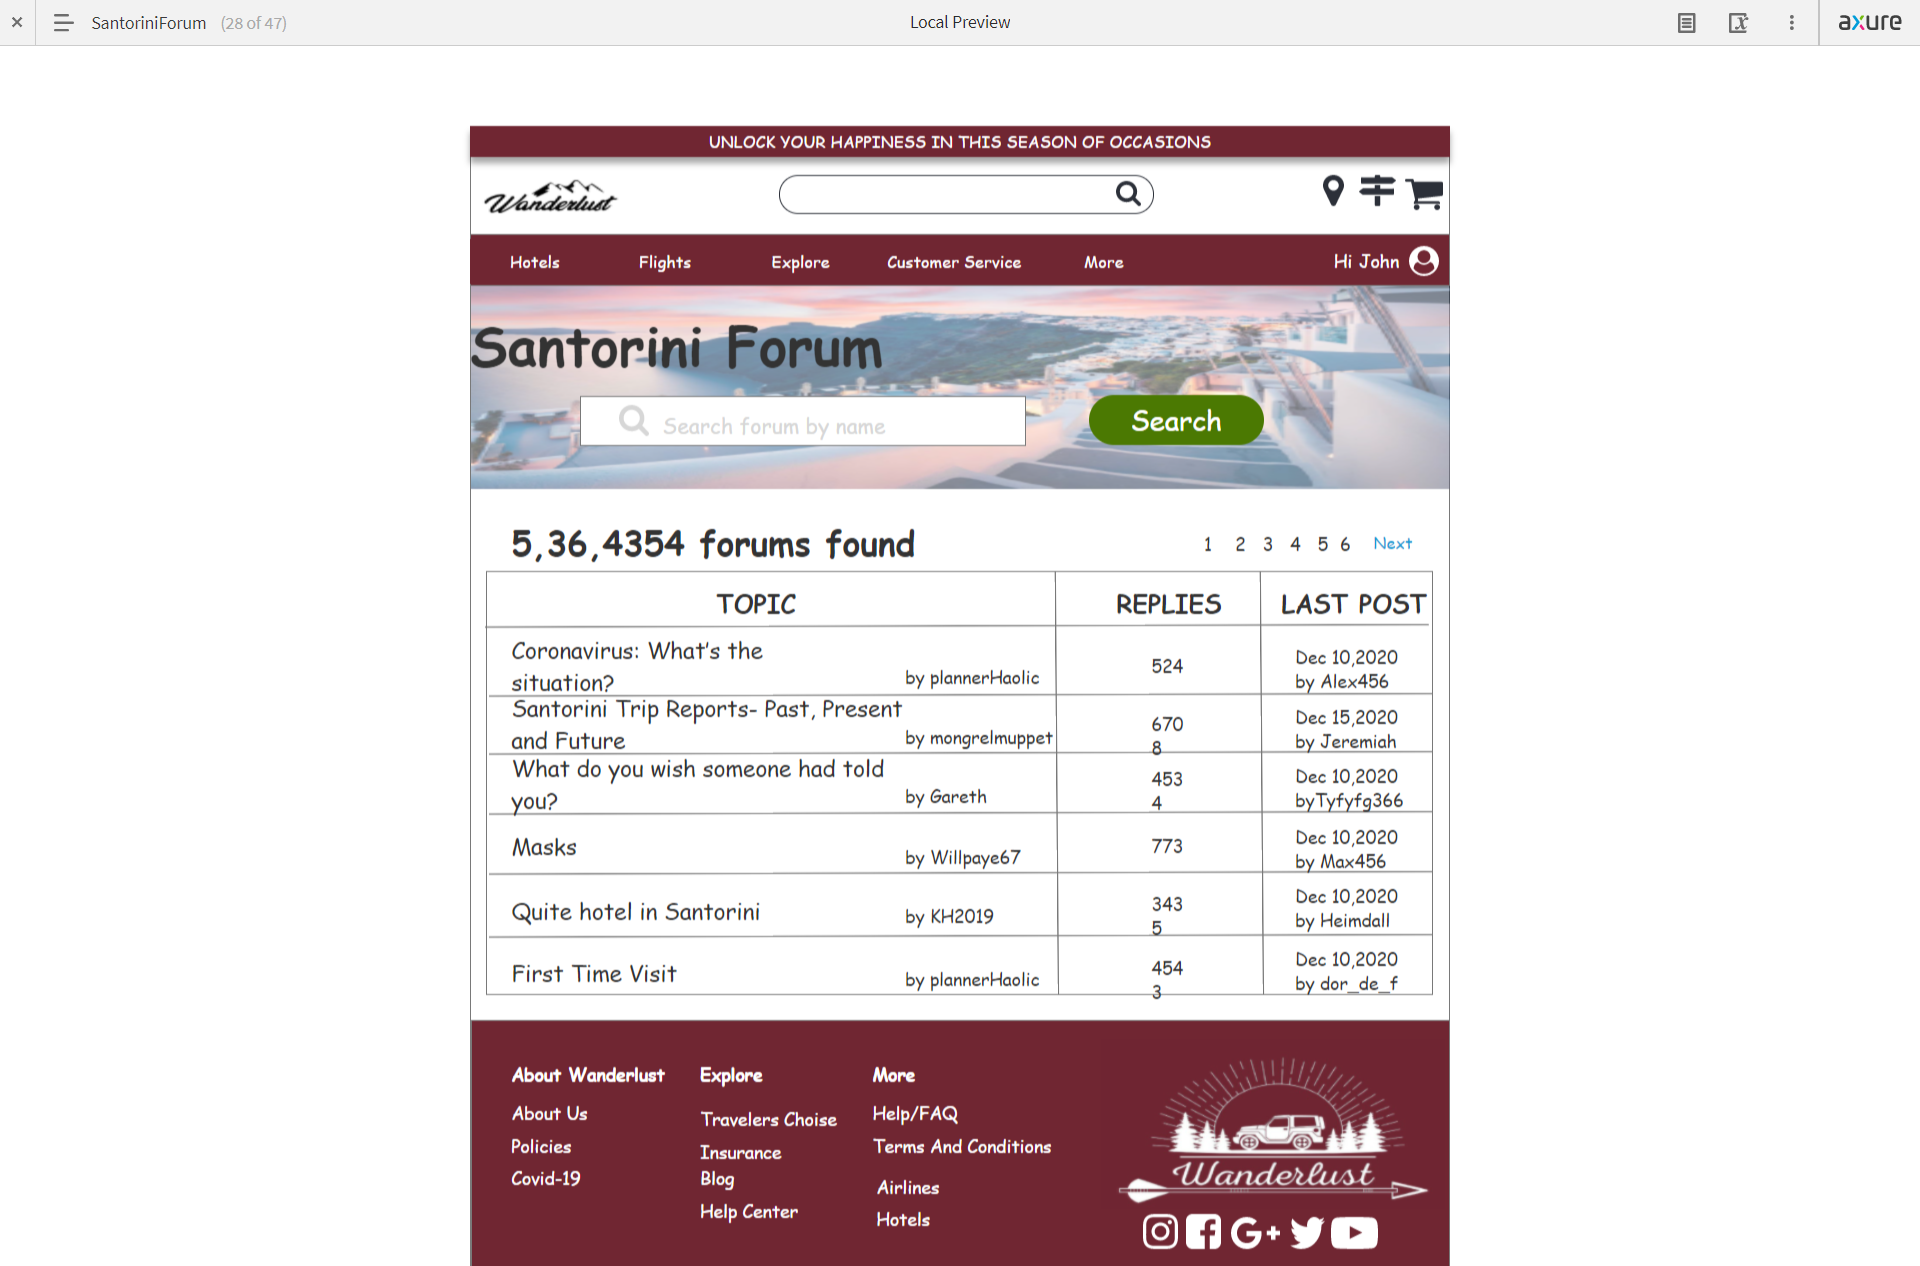 SantoriniForum (28 of 47)
Local Preview
axure
UNLOCK YOUR HAPPINESS IN THIS SEASON OF OCCASIONS
Wanderlust
Hotels Flights Explore Customer Service More Hi John
Santorini Forum
Search forum by name
Search
5,36,4354 forums found
1 2 3 4 5 6 Next
TOPIC REPLIES LAST POST
Coronavirus: What's the
situation?
by plannerHaolic
524
Dec 10,2020
by Alex456
Santorini Trip Reports- Past, Present
and Future
by mongrelmuppet
670
8
Dec 15,2020
by Jeremiah
What do you wish someone had told
you?
by Gareth
453
4
Dec 10,2020
byTyfyfg366
Masks
by Willpaye67
773
Dec 10,2020
by Max456
Quite hotel in Santorini
by KH2019
343
5
Dec 10,2020
by Heimdall
First Time Visit
by plannerHaolic
454
3
Dec 10,2020
by dor_de_f
About Wanderlust
About Us
Policies
Covid-19
Explore
Travelers Choise
Insurance
Blog
Help Center
More
Help/FAQ
Terms And Conditions
Airlines
Hotels
Wanderlust